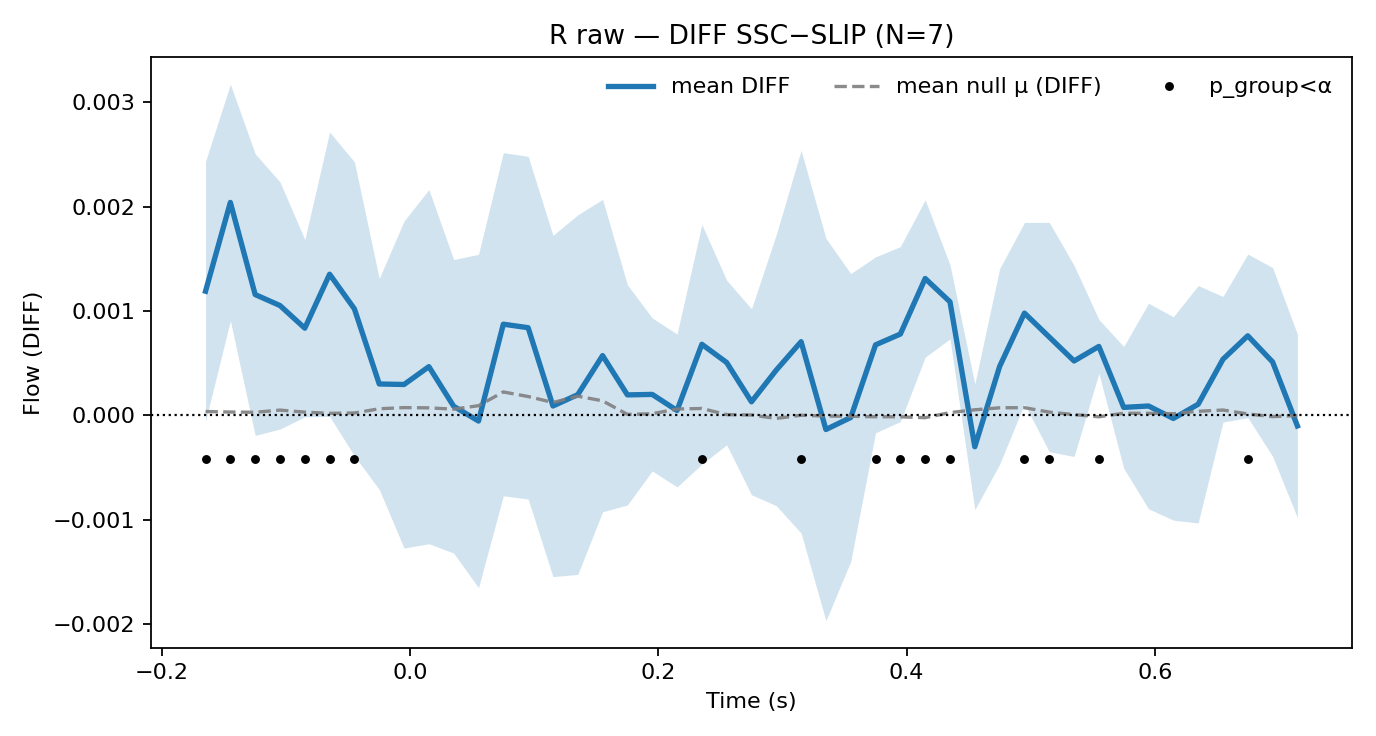 R raw — DIFF SSC−SLIP (N=7)
mean DIFF mean null μ (DIFF) p_group<α
0.003
0.002
0.001
0.000
−0.001
−0.002
Flow (DIFF)
−0.2 0.0 0.2 0.4 0.6
Time (s)